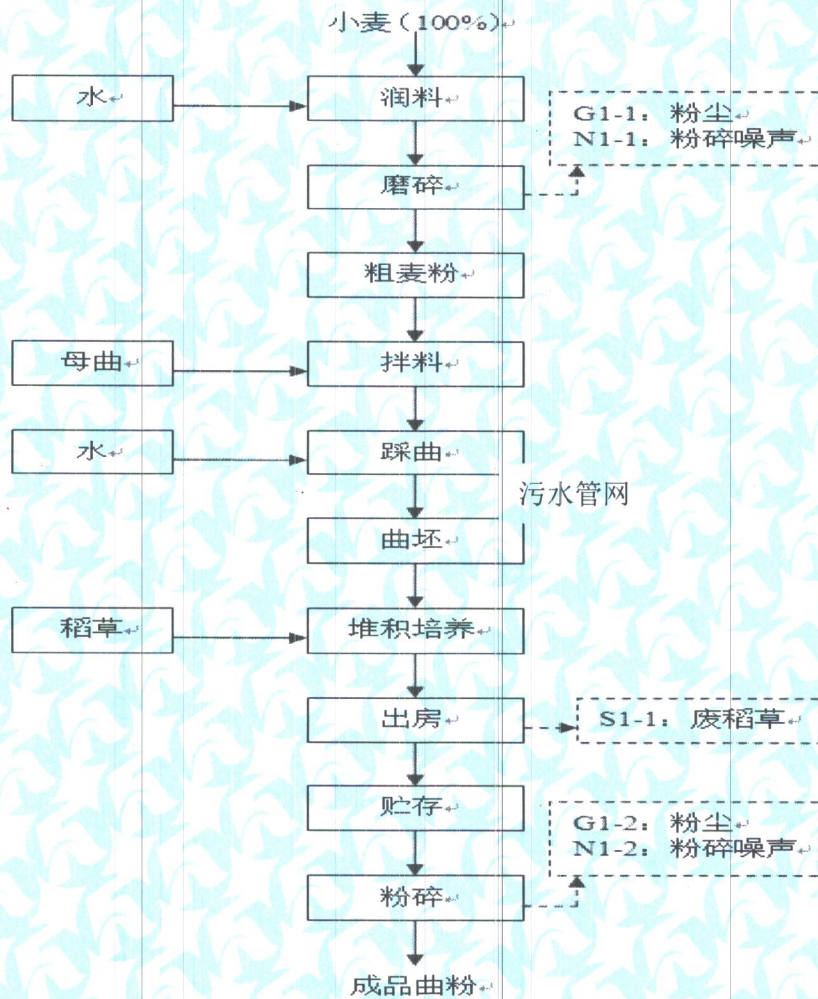 小麦（100%）
水
润料
G1-1：粉尘
N1-1：粉碎噪声
磨碎
粗麦粉
母曲
拌料
水
踩曲
污水管网
曲坯
稻草
堆积培养
出房
S1-1：废稻草
贮存
G1-2：粉尘
N1-2：粉碎噪声
粉碎
成品曲粉